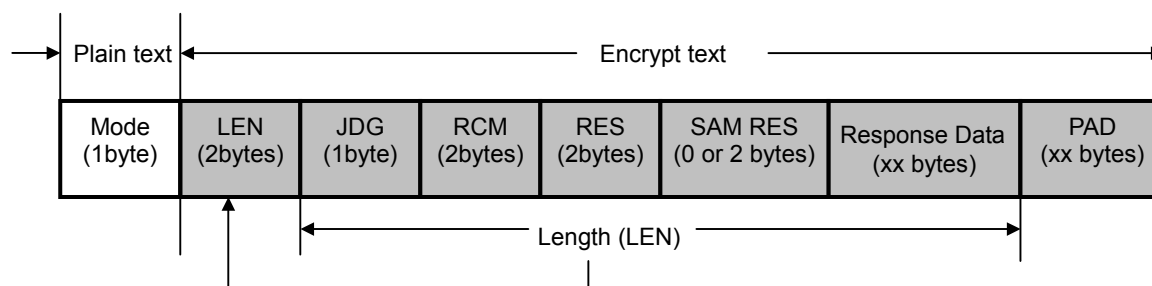 Plain text
Encrypt text
Mode
(1byte)
LEN
(2bytes)
JDG
(1byte)
RCM
(2bytes)
RES
(2bytes)
SAM RES
(0 or 2 bytes)
Response Data
(xx bytes)
PAD
(xx bytes)
Length (LEN)